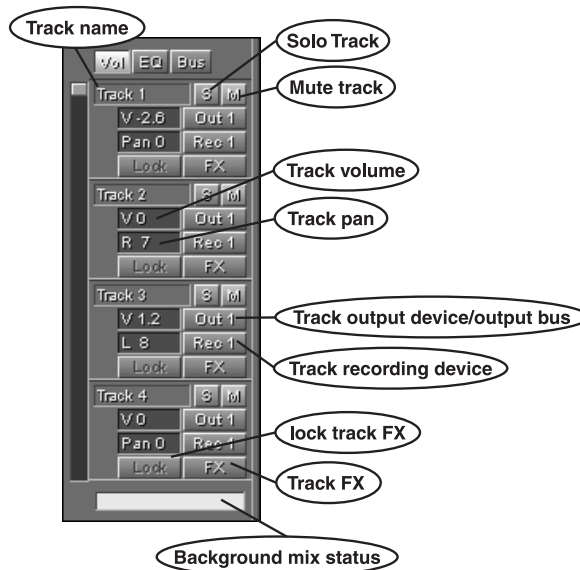 Track name
Solo Track
Vol EQ Bus
Track 1 S M
Mute track
V -2.6 Out 1
Pan 0 Rec 1
Lock FX
Track volume
Track 2 S M
V 0 Out 1
Track pan
R 7 Rec 1
Lock FX
Track 3 S M
V 1.2 Out 1
Track output device/output bus
L 8 Rec 1
Track recording device
Lock FX
Track 4 S M
V 0 Out 1
lock track FX
Pan 0 Rec 1
Lock FX
Track FX
Background mix status